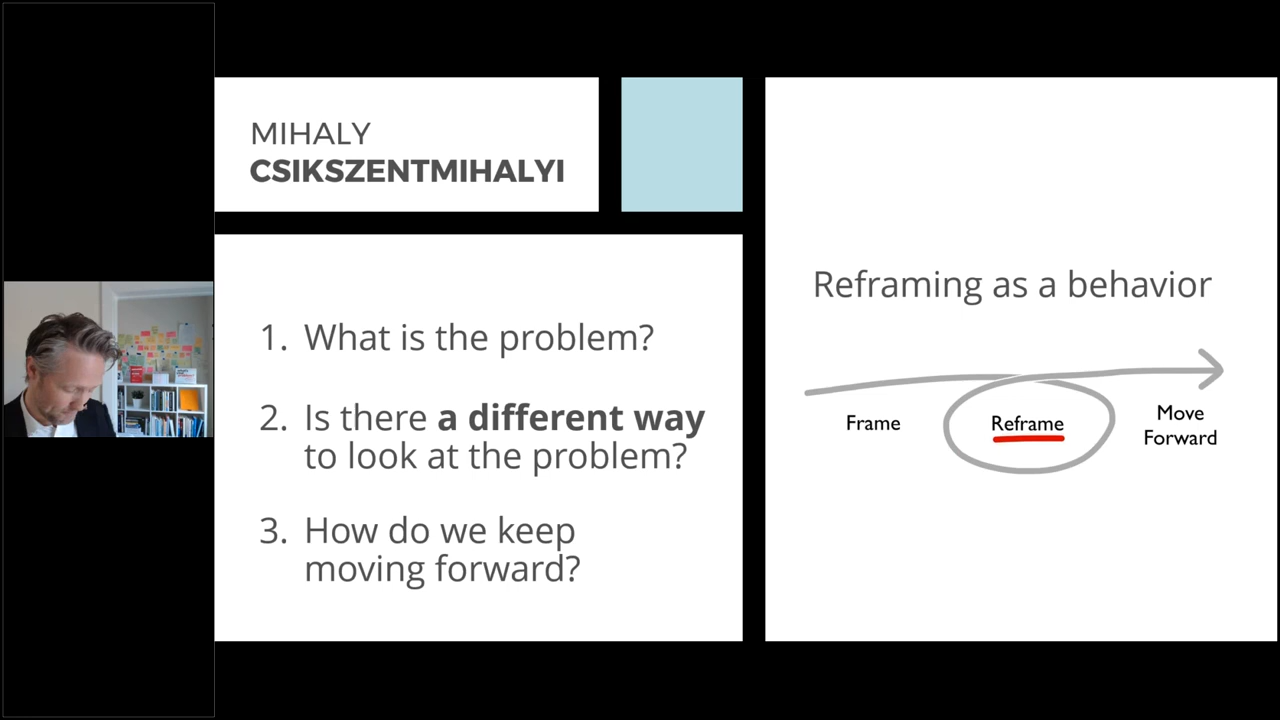 MIHALY
CSIKSZENTMIHALYI
1. What is the problem?
2. Is there a different way
to look at the problem?
3. How do we keep
moving forward?
Reframing as a behavior
Frame
Reframe
Move
Forward